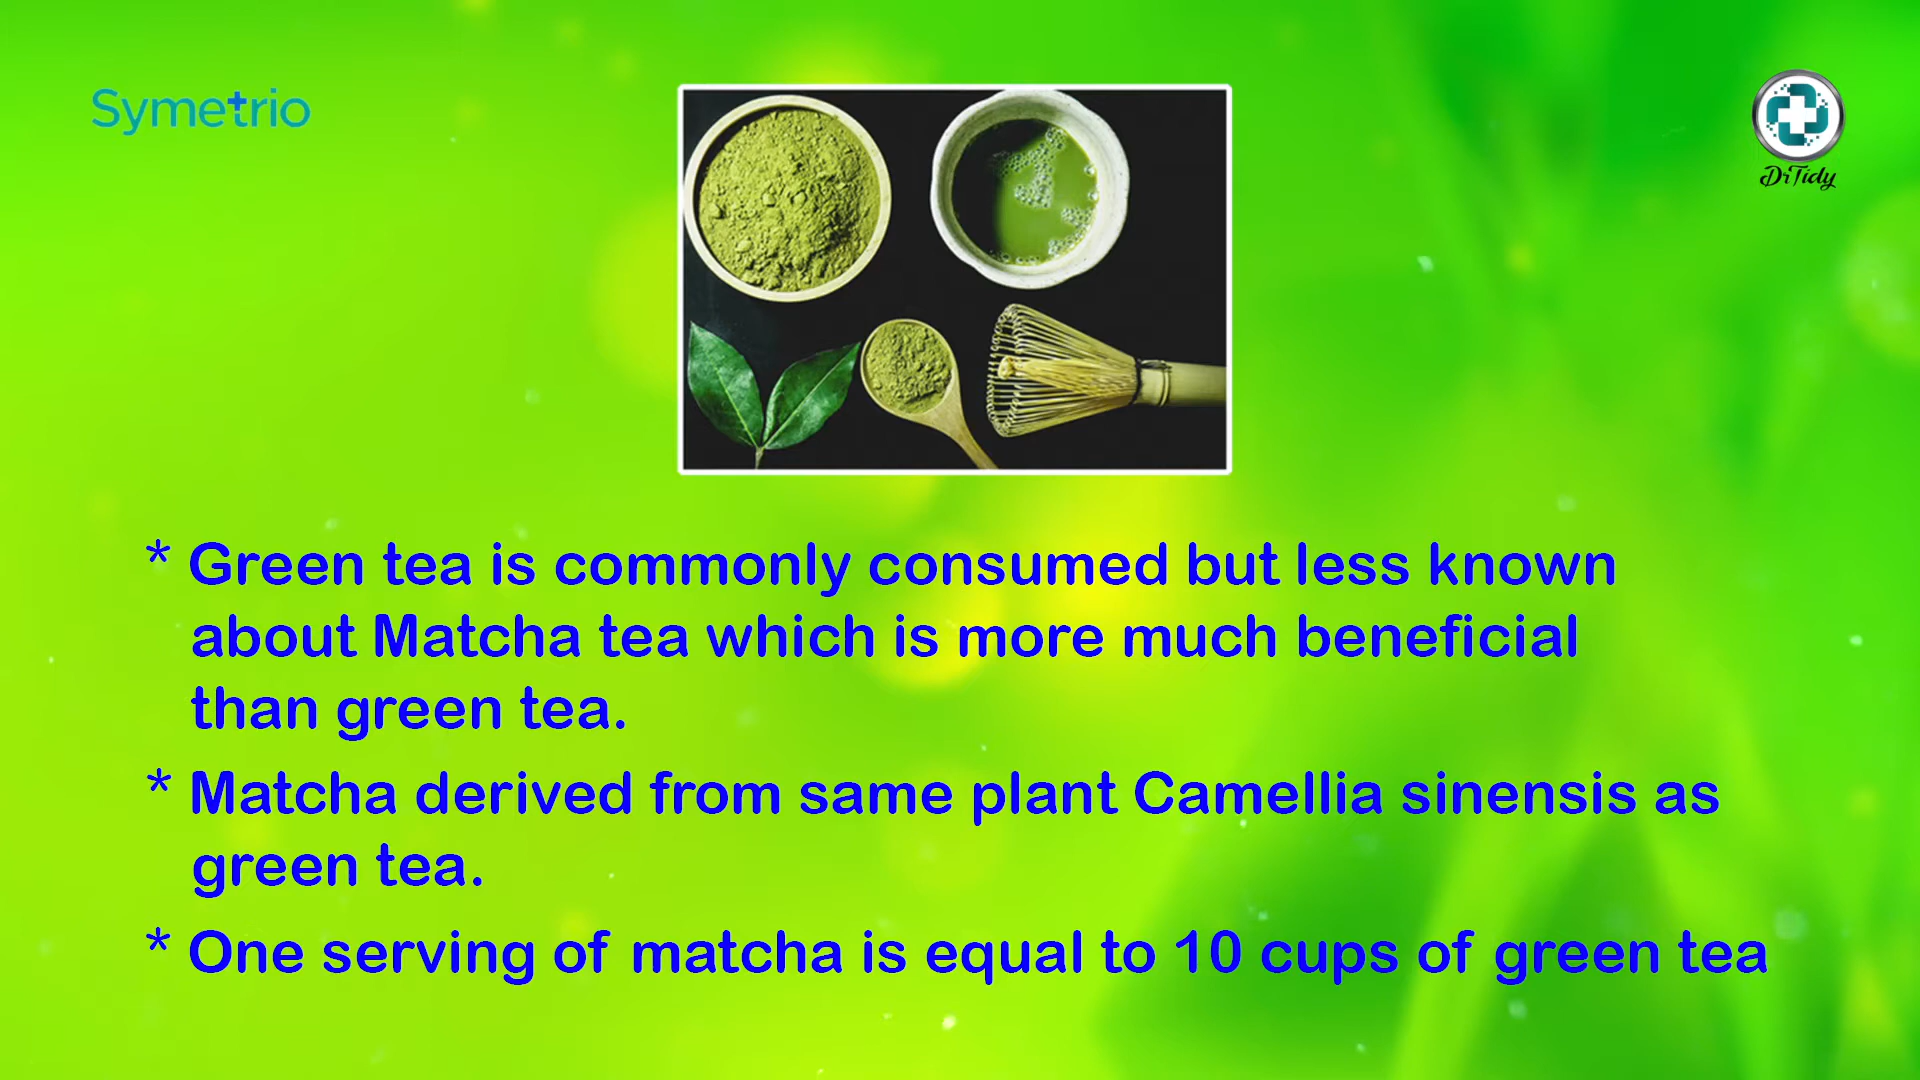 Symetrio
DrTidy
* Green tea is commonly consumed but less known
about Matcha tea which is more much beneficial
than green tea.
* Matcha derived from same plant Camellia sinensis as
green tea.
* One serving of matcha is equal to 10 cups of green tea